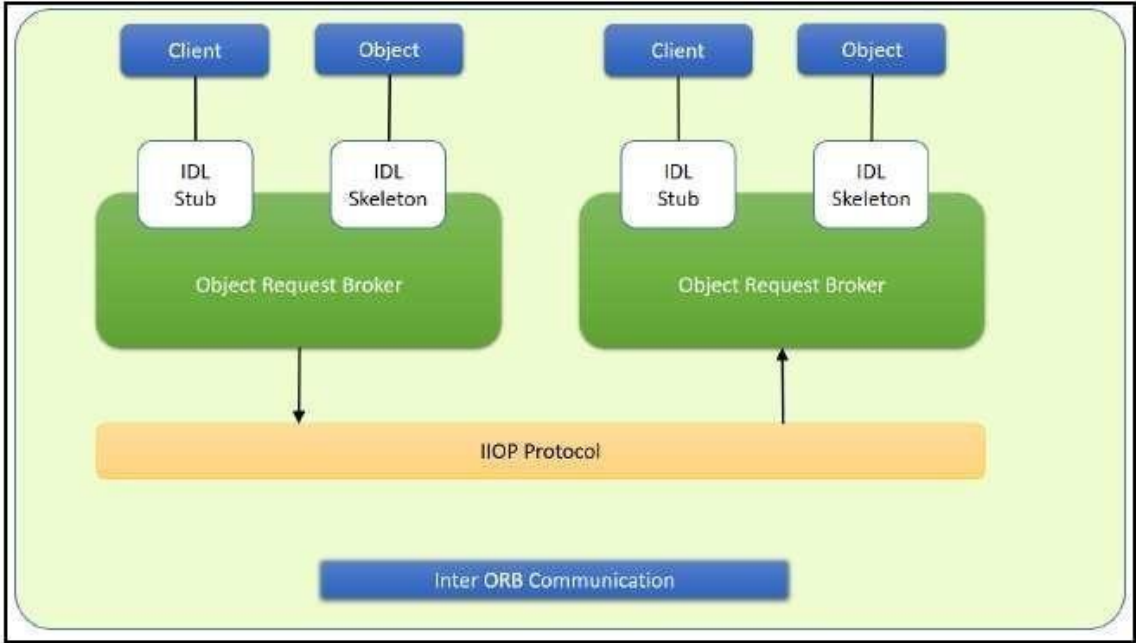 Client
Object
Client
Object
IDL
Stub
IDL
Skeleton
IDL
Stub
IDL
Skeleton
Object Request Broker
Object Request Broker
IIOP Protocol
Inter ORB Communication